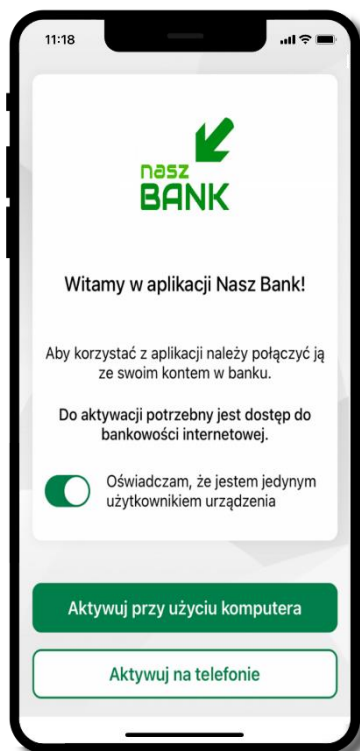 11:18
nasz
BANK
Witamy w aplikacji Nasz Bank!
Aby korzystać z aplikacji należy połączyć ją
ze swoim kontem w banku.
Do aktywacji potrzebny jest dostęp do
bankowości internetowej.
Oświadczam, że jestem jedynym
użytkownikiem urządzenia
Aktywuj przy użyciu komputera
Aktywuj na telefonie